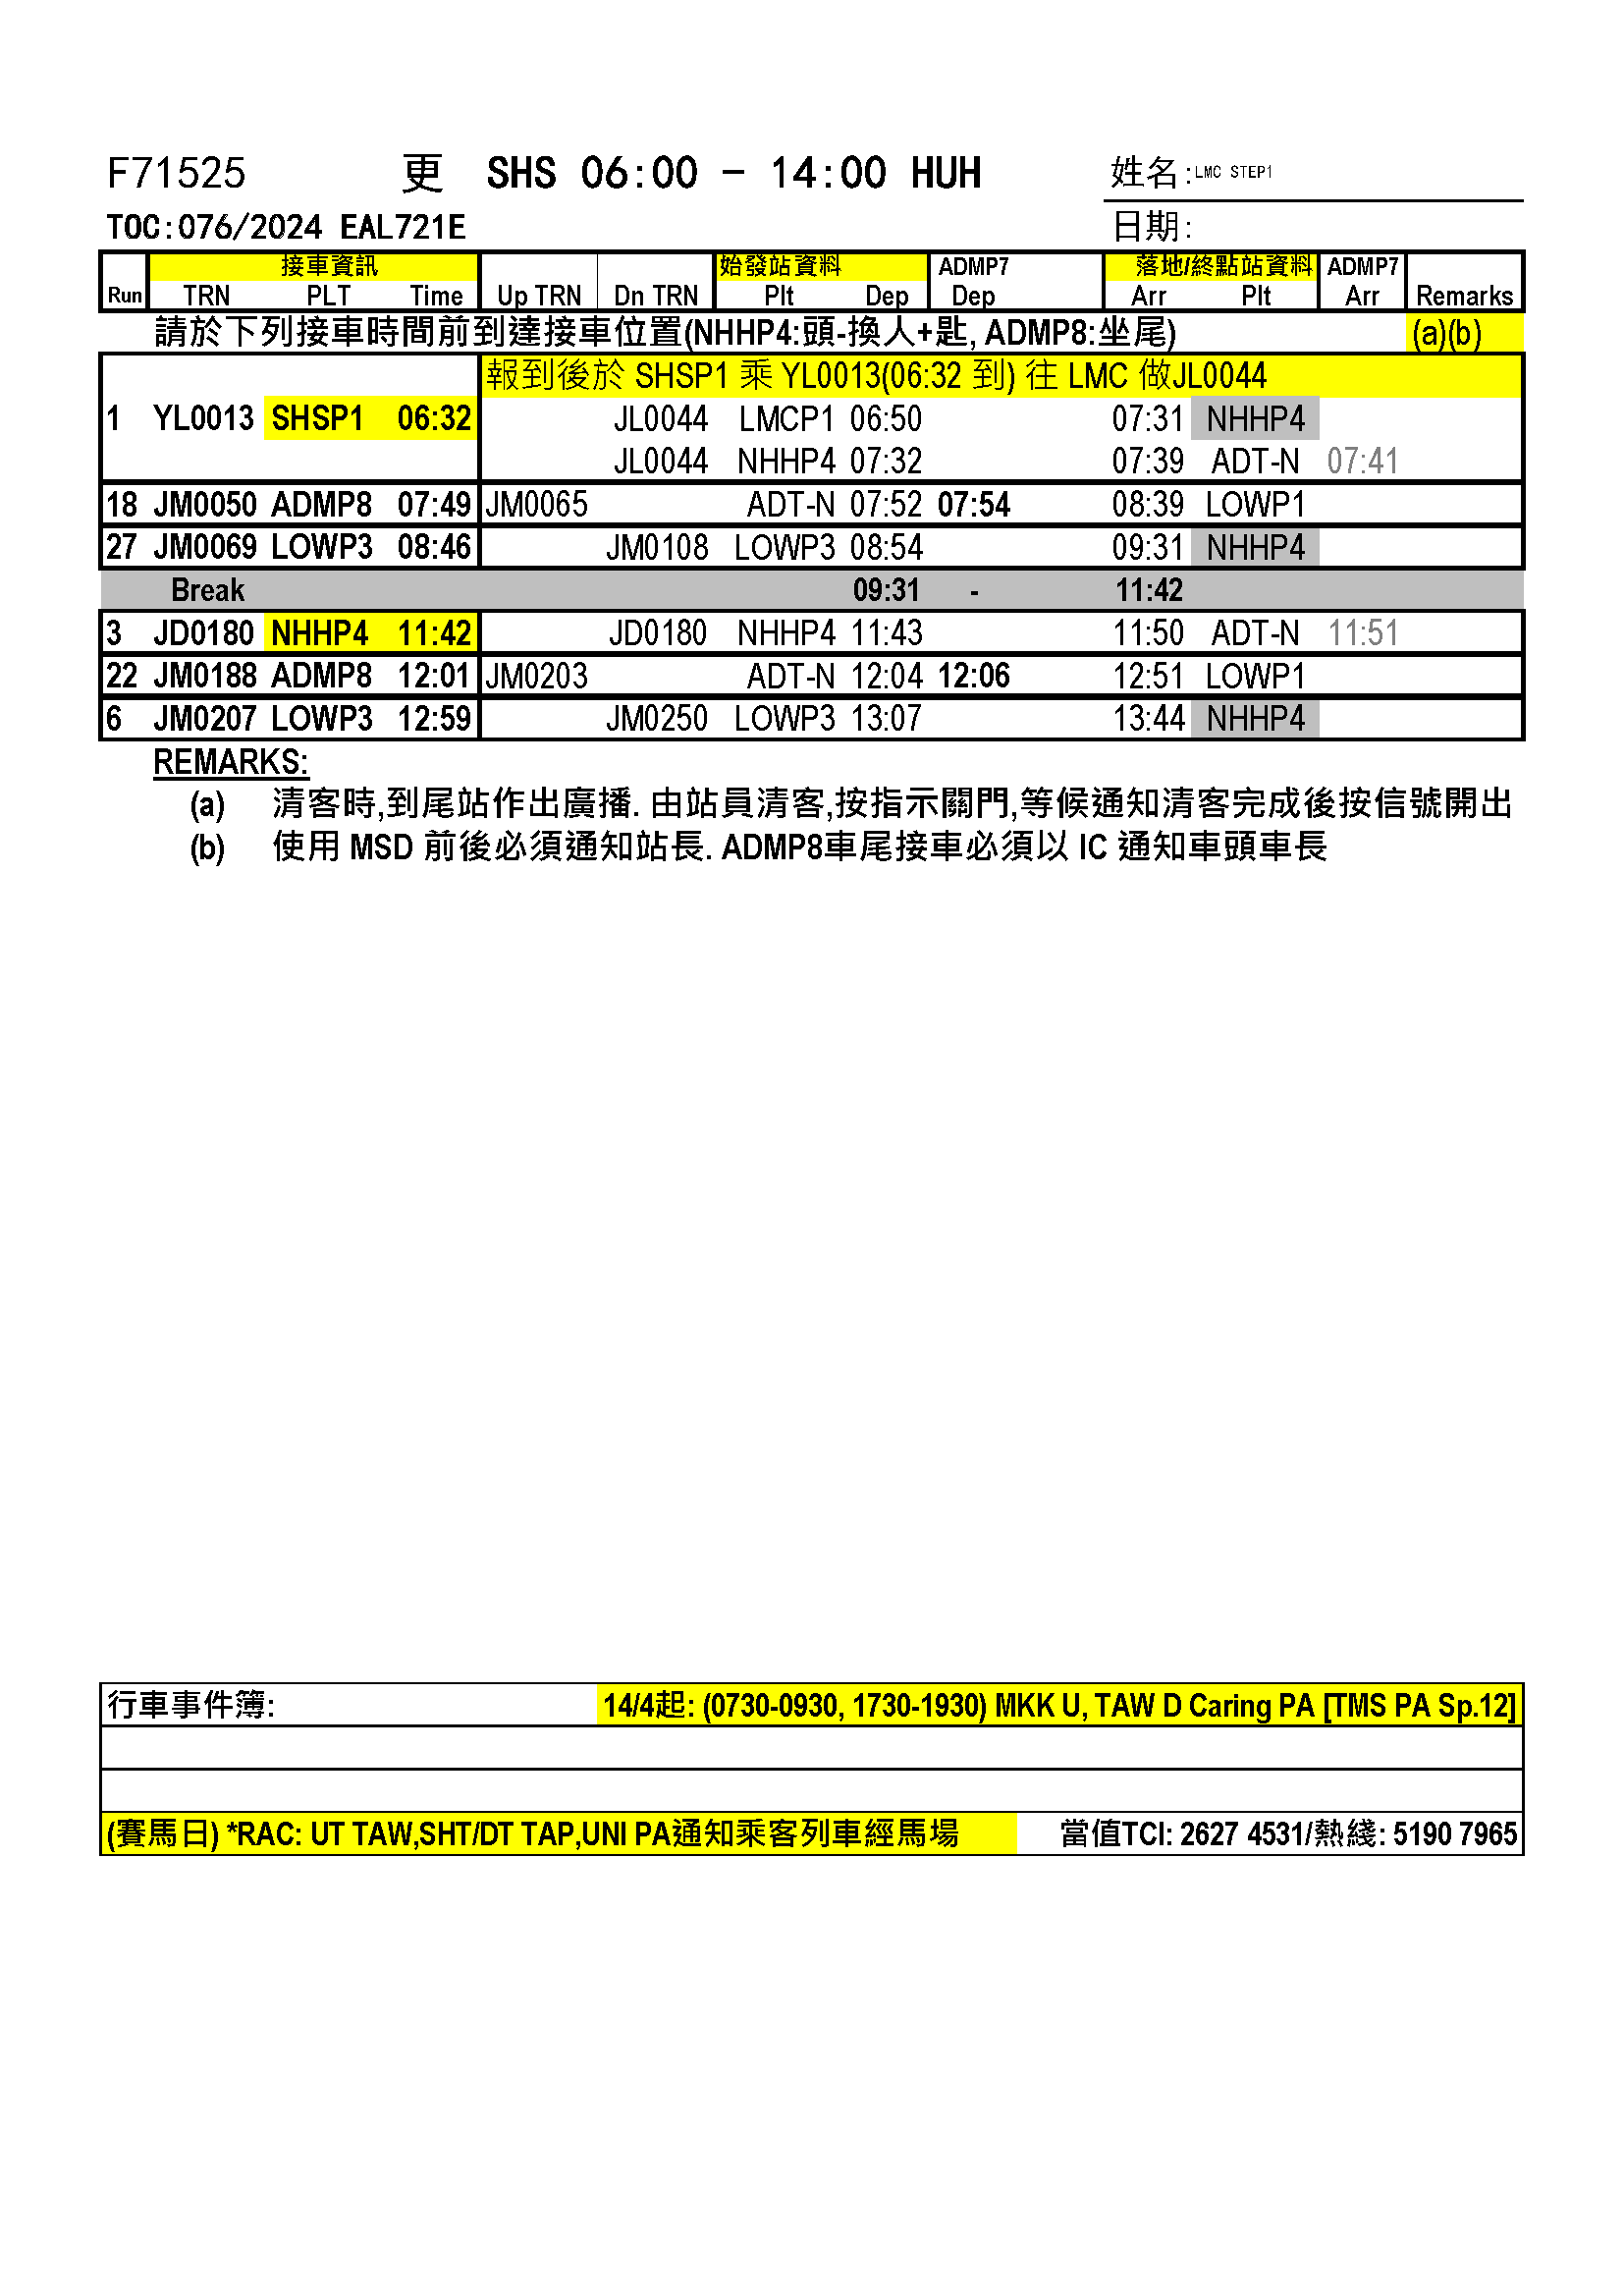 F71525 更 SHS 06:00 - 14:00 HUH 姓名:LMC STEP1
TOC:076/2024 EAL721E 日期:
接車資訊 始發站資料 ADMP7 落地/終點站資料 ADMP7
Run TRN PLT Time Up TRN Dn TRN Plt Dep Dep Arr Plt Arr Remarks
請於下列接車時間前到達接車位置(NHHP4:頭-換人+匙, ADMP8:坐尾) (a)(b)
報到後於 SHSP1 乘 YL0013(06:32 到) 往 LMC 做JL0044
1 YL0013 SHSP1 06:32 JL0044 LMCP1 06:50 07:31 NHHP4
JL0044 NHHP4 07:32 07:39 ADT-N 07:41
18 JM0050 ADMP8 07:49 JM0065 ADT-N 07:52 07:54 08:39 LOWP1
27 JM0069 LOWP3 08:46 JM0108 LOWP3 08:54 09:31 NHHP4
Break 09:31 - 11:42
3 JD0180 NHHP4 11:42 JD0180 NHHP4 11:43 11:50 ADT-N 11:51
22 JM0188 ADMP8 12:01 JM0203 ADT-N 12:04 12:06 12:51 LOWP1
6 JM0207 LOWP3 12:59 JM0250 LOWP3 13:07 13:44 NHHP4
REMARKS:
(a) 清客時,到尾站作出廣播. 由站員清客,按指示關門,等候通知清客完成後按信號開出
(b) 使用 MSD 前後必須通知站長. ADMP8車尾接車必須以 IC 通知車頭車長
行車事件簿: 14/4起: (0730-0930, 1730-1930) MKK U, TAW D Caring PA [TMS PA Sp.12]
(賽馬日) *RAC: UT TAW,SHT/DT TAP,UNI PA通知乘客列車經馬場 當值TCI: 2627 4531/熱綫: 5190 7965